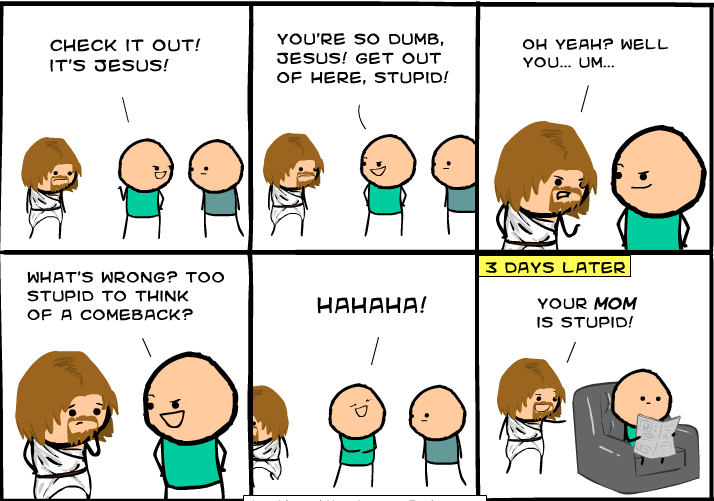 CHECK IT OUT!
IT'S JESUS!
YOU'RE SO DUMB,
JESUS! GET OUT
OF HERE, STUPID!
OH YEAH? WELL
YOU... UM...
WHAT'S WRONG? TOO
STUPID TO THINK
OF A COMEBACK?
HAHAHA!
3 DAYS LATER
YOUR MOM
IS STUPID!